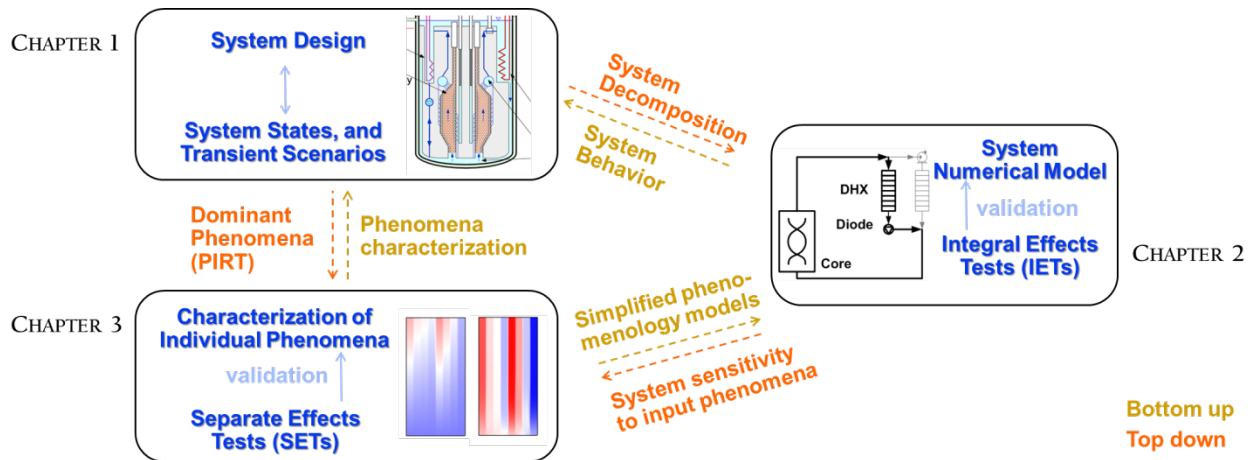 CHAPTER 1
System Design
System States, and
Transient Scenarios
y
System
Decomposition
System
Behavior
Dominant
Phenomena
(PIRT)
Phenomena
characterization
System
Numerical Model
validation
Integral Effects
Tests (IETs)
DHX
Diode
Core
CHAPTER 2
CHAPTER 3
Characterization of
Individual Phenomena
validation
Separate Effects
Tests (SETs)
Simplified pheno-
menology models
System sensitivity
to input phenomena
Bottom up
Top down